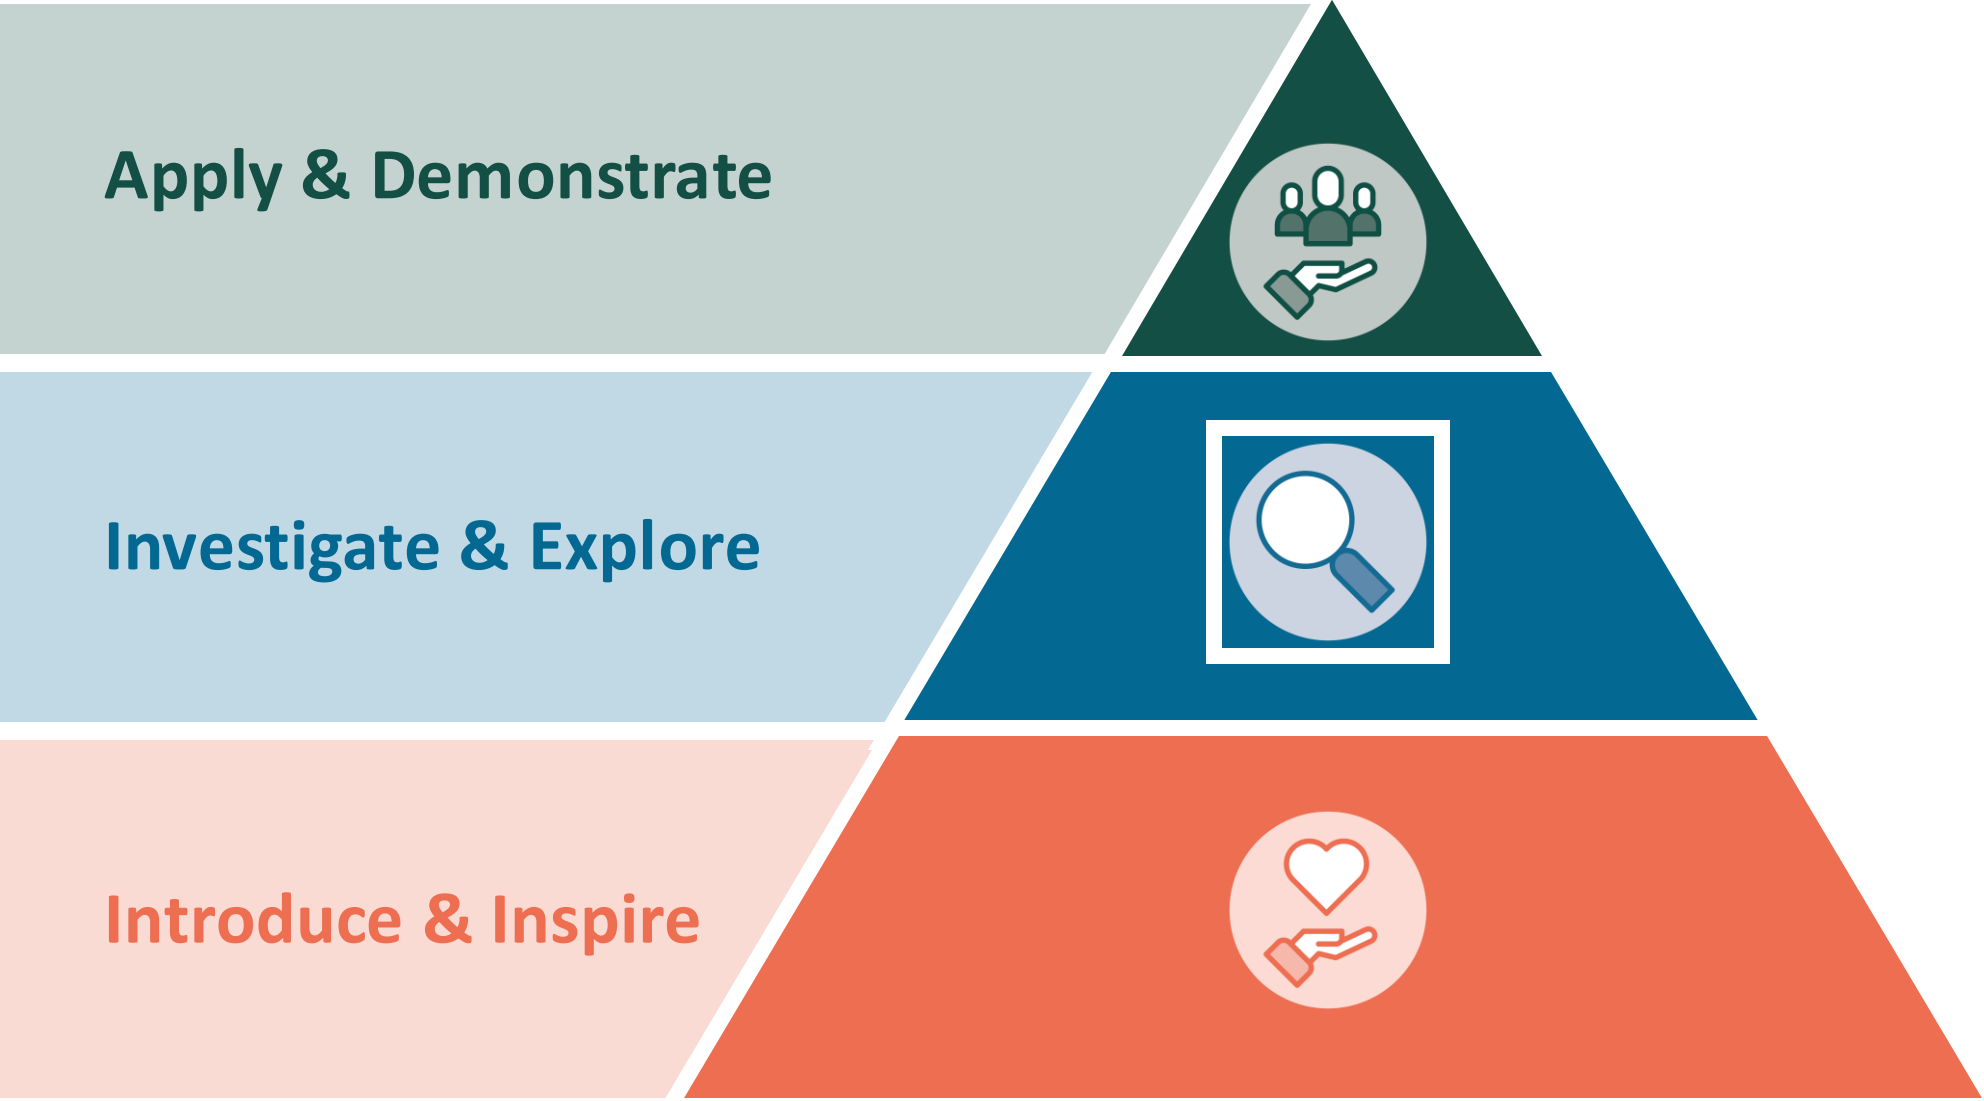 Apply & Demonstrate
Investigate & Explore
Introduce & Inspire